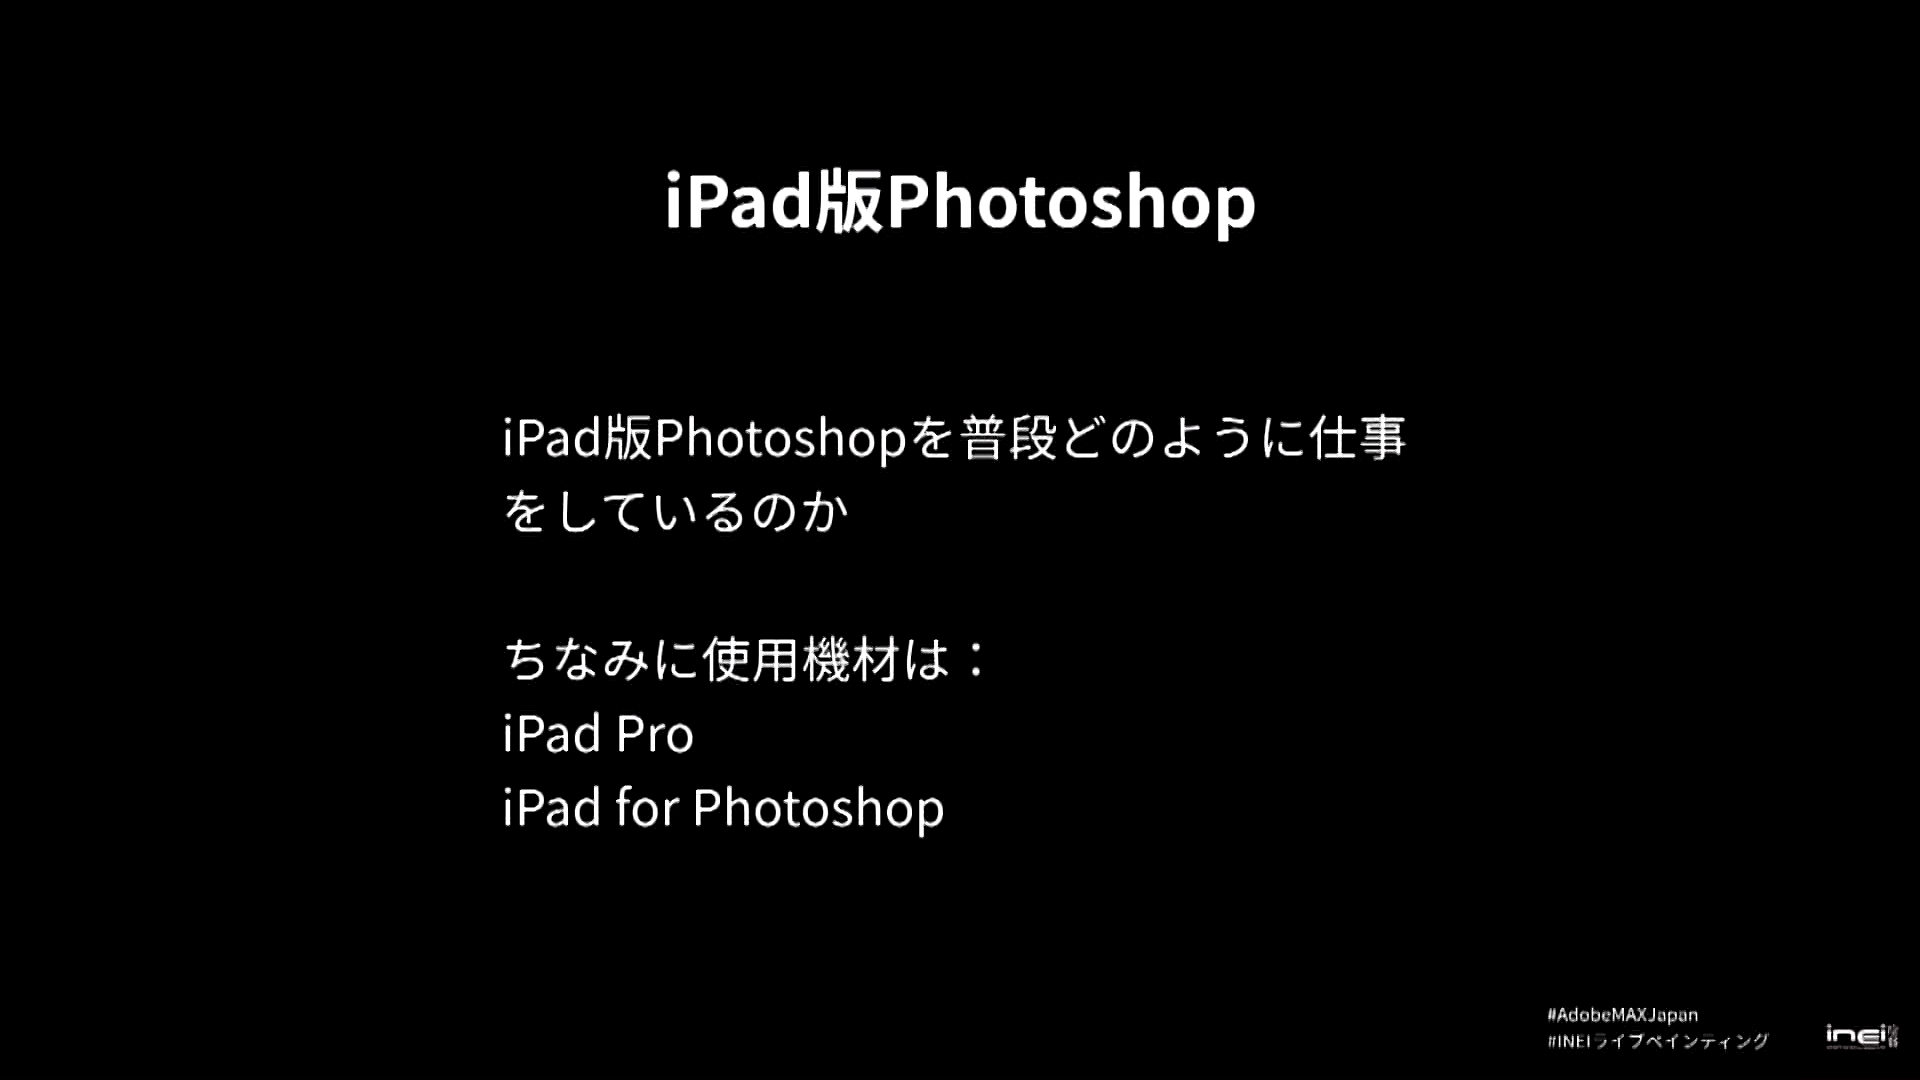 iPad版Photoshop
iPad版Photoshopを普段どのように仕事
をしているのか
ちなみに使用機材は：
iPad Pro
iPad for Photoshop
#AdobeMAXJapan
#INEIライブペインティング
inei